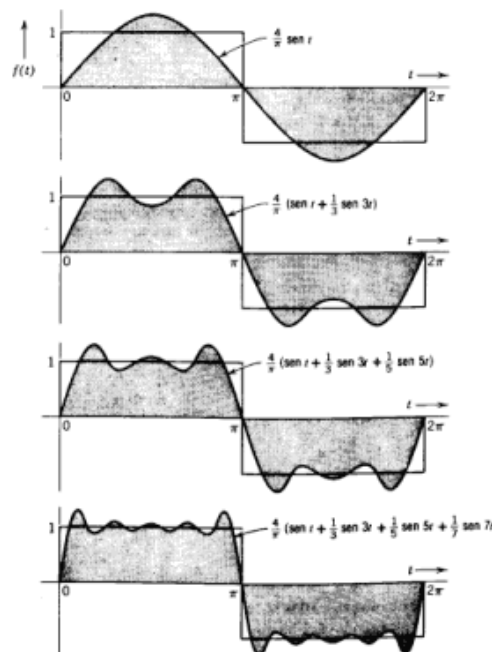 1
4/π sen t
f(t)
t
0
π
2π
1
4/π (sen t + 1/3 sen 3t)
t
0
π
2π
1
4/π (sen t + 1/3 sen 3t + 1/5 sen 5t)
t
0
π
2π
1
4/π (sen t + 1/3 sen 3t + 1/5 sen 5t + 1/7 sen 7t
t
0
π
2π